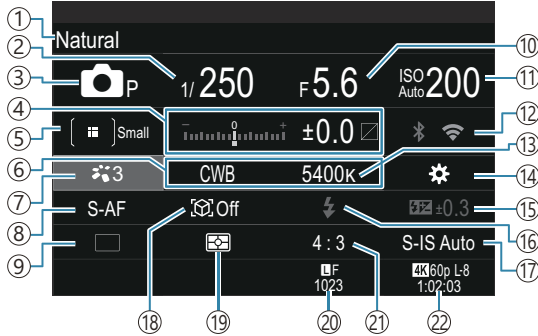 ① Natural
② ③ P 1/ 250 F5.6 ⑩ ISO Auto 200 ⑪
④ − 0 + ±0.0 ⑫
⑤ [ ] Small ⑬
⑥ CWB 5400K
⑦ 3 ⑭
⑧ S-AF Off ±0.3 ⑮
⑨ 4 : 3 ⑯ S-IS Auto ⑰
L F 4K 60p L-8
1023 1:02:03
⑱ ⑲ ⑳ ㉑ ㉒